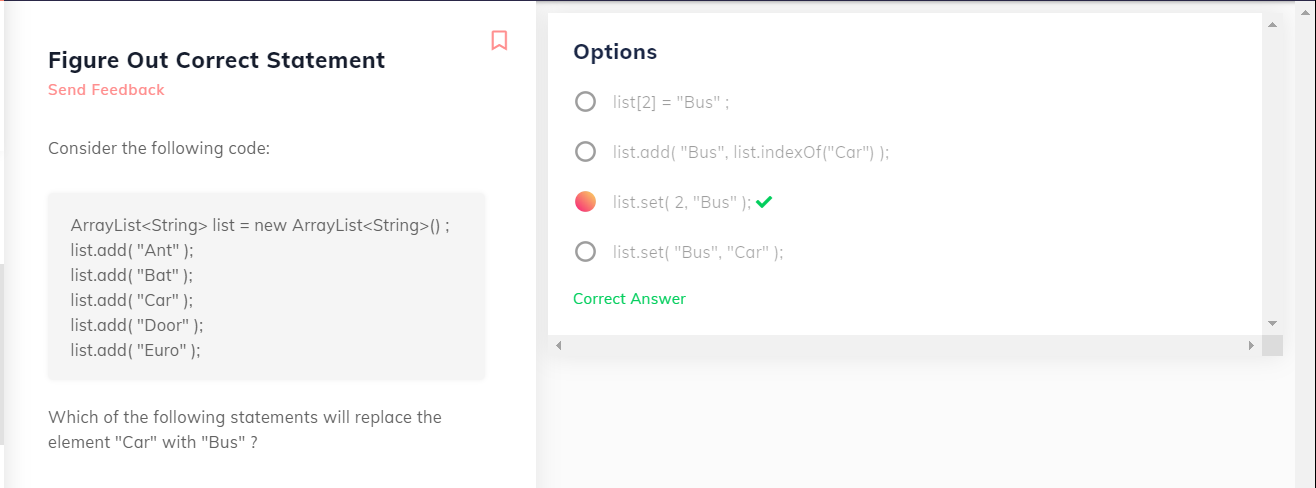 Figure Out Correct Statement
Send Feedback
Consider the following code:
ArrayList<String> list = new ArrayList<String>() ;
list.add( "Ant" );
list.add( "Bat" );
list.add( "Car" );
list.add( "Door" );
list.add( "Euro" );
Which of the following statements will replace the
element "Car" with "Bus" ?
Options
list[2] = "Bus" ;
list.add( "Bus", list.indexOf("Car") );
list.set( 2, "Bus" );
list.set( "Bus", "Car" );
Correct Answer